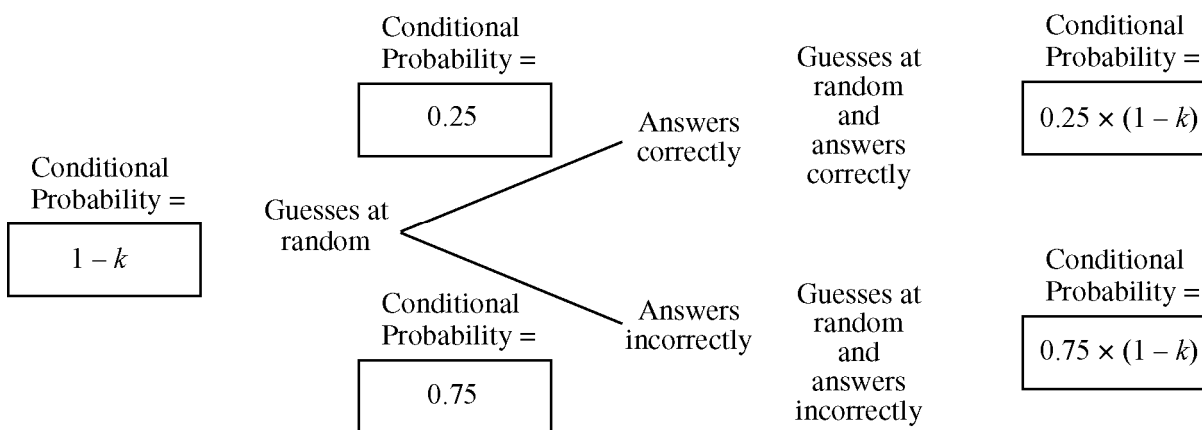 Conditional
Probability =
1 – k
Guesses at
random
Conditional
Probability =
0.25
Conditional
Probability =
0.75
Answers
correctly
Answers
incorrectly
Guesses at
random
and
answers
correctly
Conditional
Probability =
0.25 × (1 – k)
Guesses at
random
and
answers
incorrectly
Conditional
Probability =
0.75 × (1 – k)